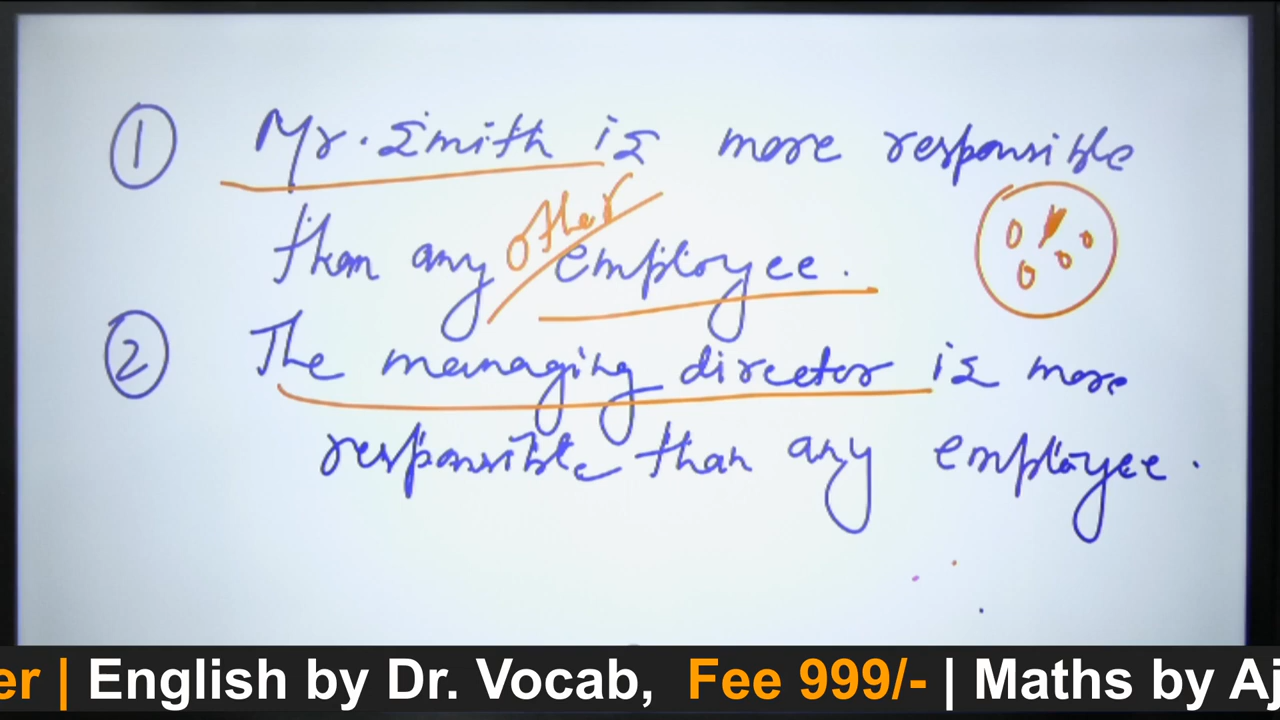 1 Mr. Smith is more responsible
than any other employee.
2 The managing director is more
responsible than any employee.
er | English by Dr. Vocab, Fee 999/- | Maths by Aj